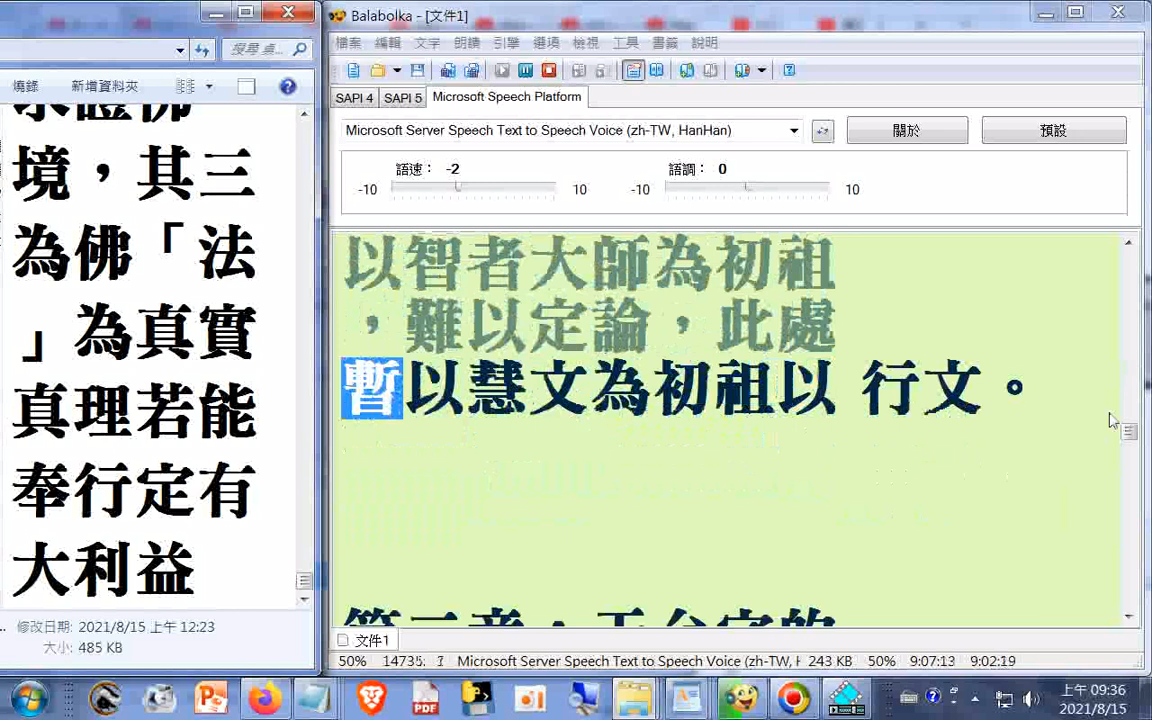 Balabolka - [文件1]
搜尋 桌...
檔案 編輯 文字 朗讀 引擎 選項 檢視 工具 書籤 說明
燒錄 新增資料夾
SAPI 4 SAPI 5 Microsoft Speech Platform
Microsoft Server Speech Text to Speech Voice (zh-TW, HanHan) 關於 預設
語速： -2 語調： 0
-10 10 -10 10
境，其三
為佛「法
」為真實
真理若能
奉行定有
大利益
修改日期: 2021/8/15 上午 12:23
大小: 485 KB
以智者大師為初祖
，難以定論，此處
暫以慧文為初祖以 行文。
文件1
50% 14735: Microsoft Server Speech Text to Speech Voice (zh-TW, H 243 KB 50% 9:07:13 9:02:19
PDF
上午 09:36
2021/8/15